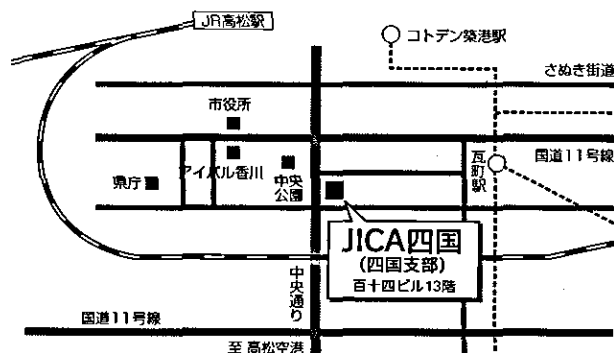 JR高松駅
コトデン築港駅
さぬき街道
市役所
国道11号線
瓦町駅
アイパル香川
中央
公園
県庁
JICA四国
(四国支部)
百十四ビル13階
中央通り
国道11号線
至 高松空港